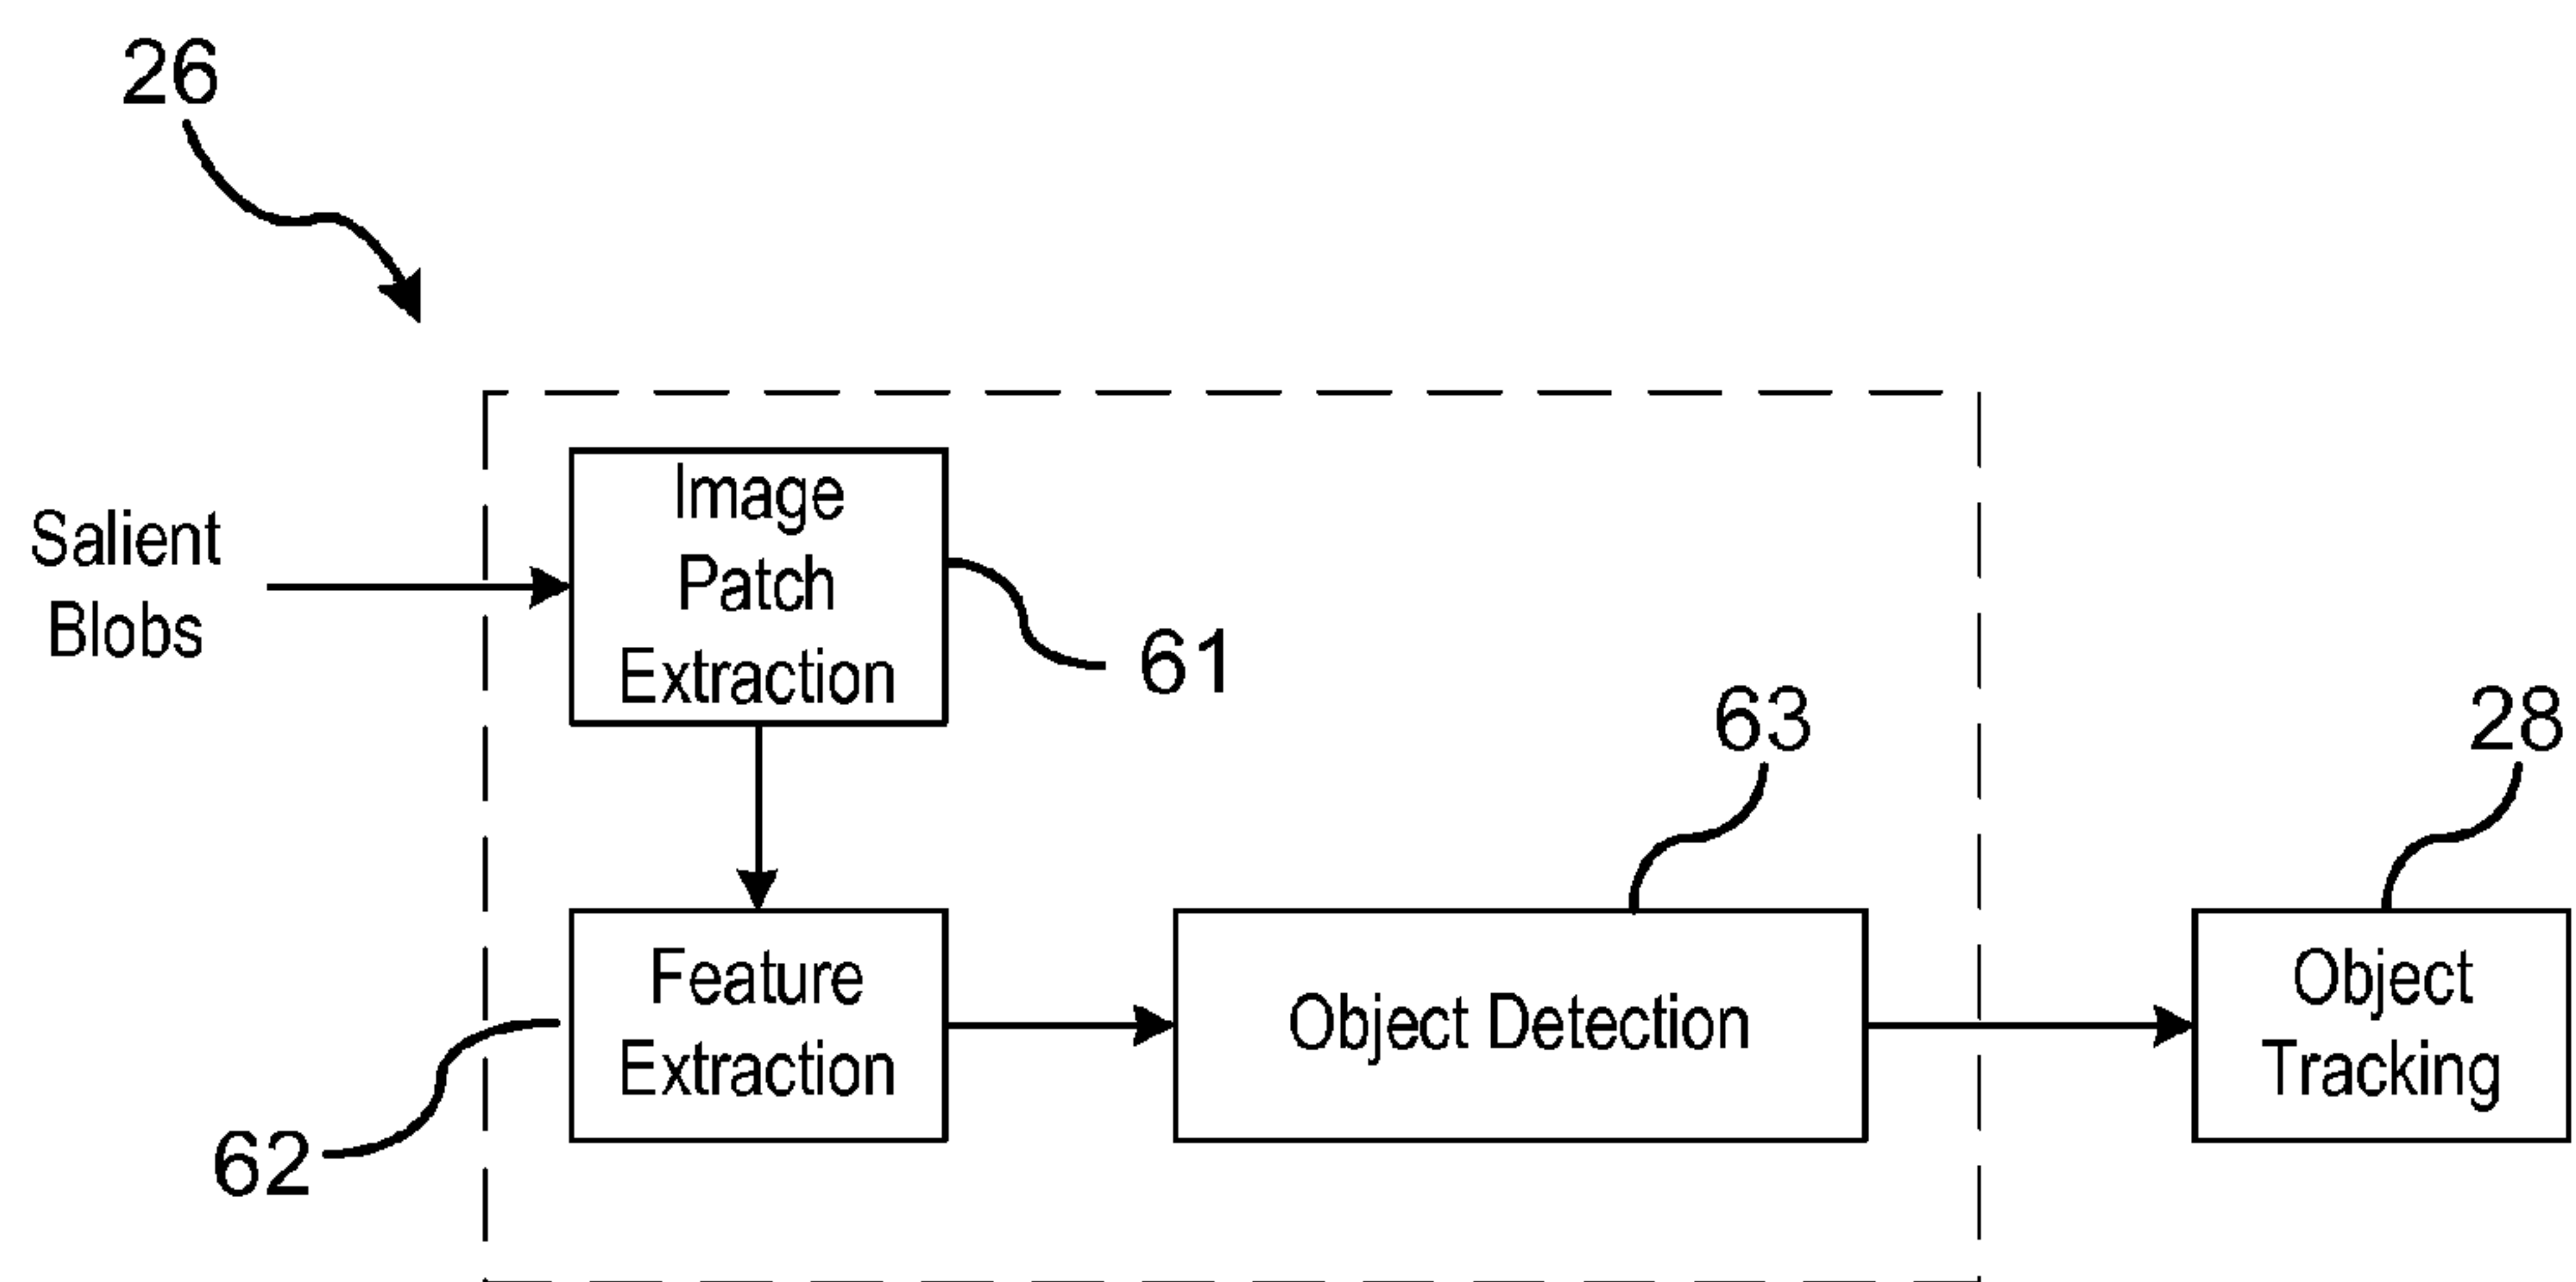 26
Salient
Blobs
Image
Patch
Extraction
61
63
28
Feature
Extraction
Object Detection
Object
Tracking
62